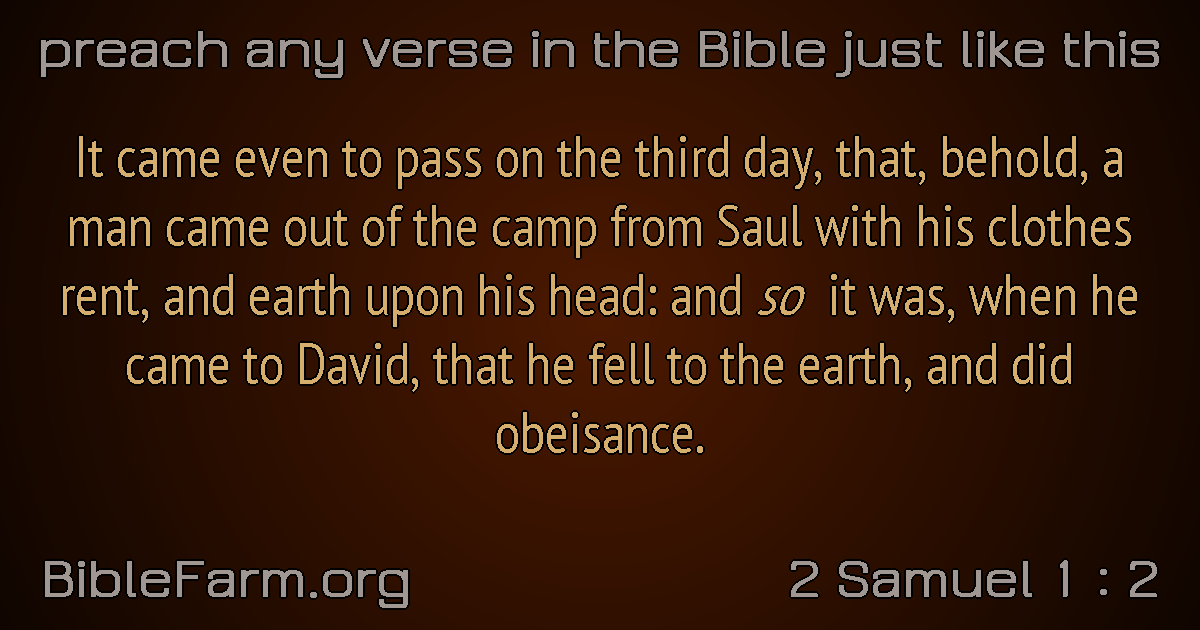 preach any verse in the Bible just like this
It came even to pass on the third day, that, behold, a
man came out of the camp from Saul with his clothes
rent, and earth upon his head: and so it was, when he
came to David, that he fell to the earth, and did
obeisance.
BibleFarm.org
2 Samuel 1 : 2